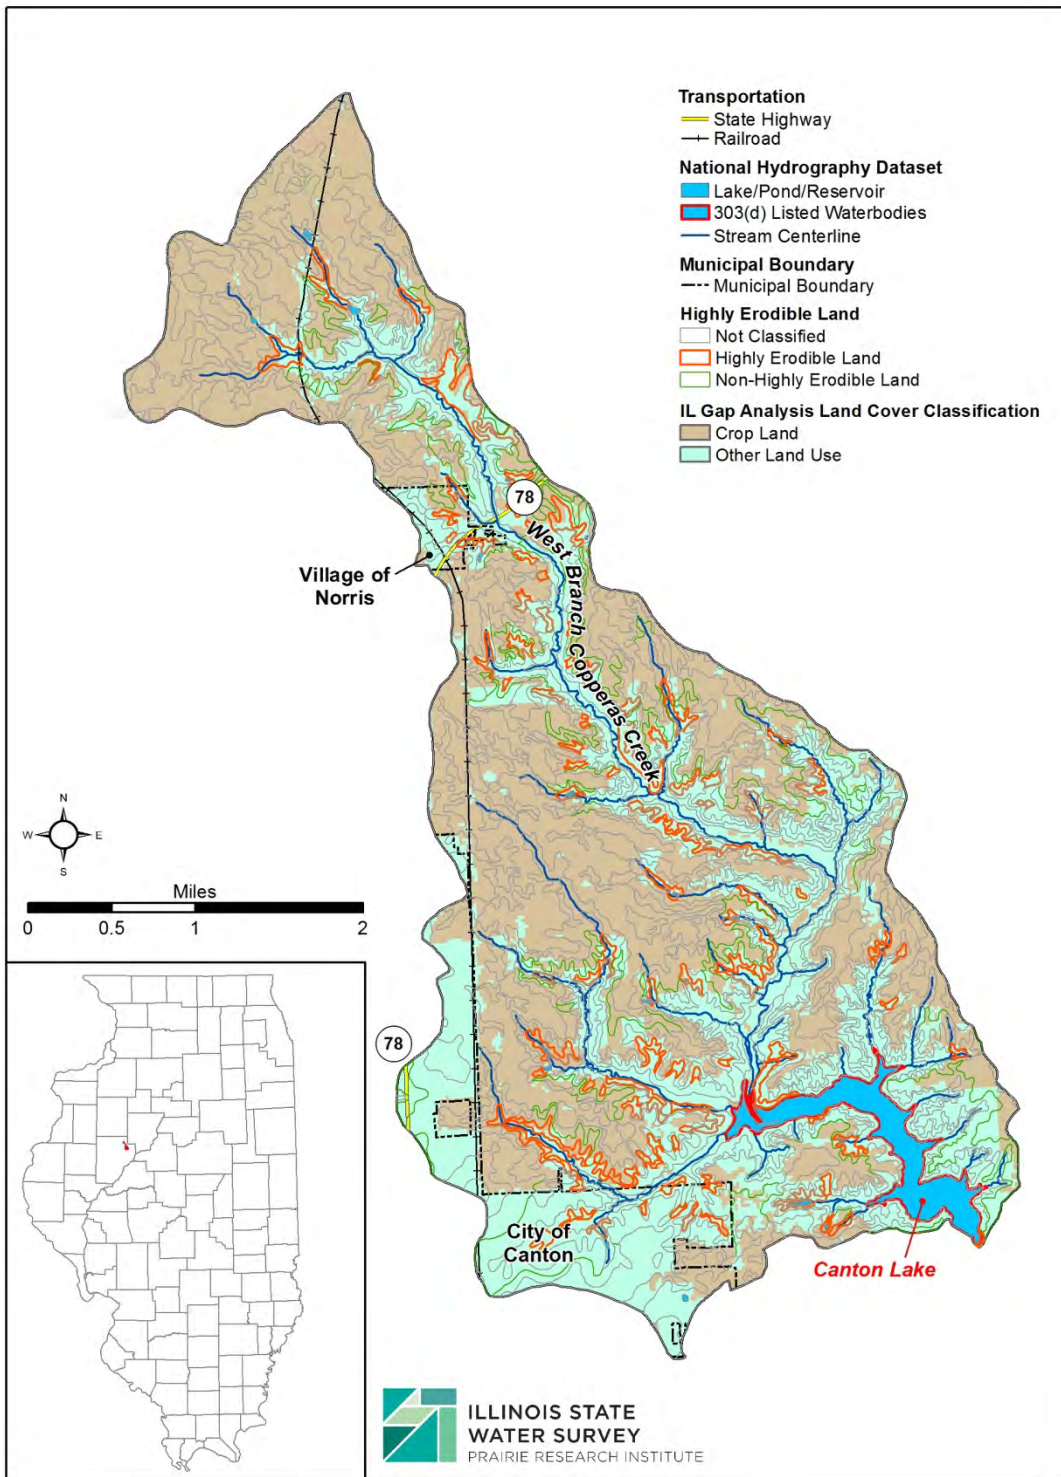 Transportation
State Highway
Railroad
National Hydrography Dataset
Lake/Pond/Reservoir
303(d) Listed Waterbodies
Stream Centerline
Municipal Boundary
Municipal Boundary
Highly Erodible Land
Not Classified
Highly Erodible Land
Non-Highly Erodible Land
IL Gap Analysis Land Cover Classification
Crop Land
Other Land Use
78
West Branch Copperas Creek
Village of
Norris
N
W E
S
Miles
0 0.5 1 2
78
City of
Canton
Canton Lake
ILLINOIS STATE
WATER SURVEY
PRAIRIE RESEARCH INSTITUTE